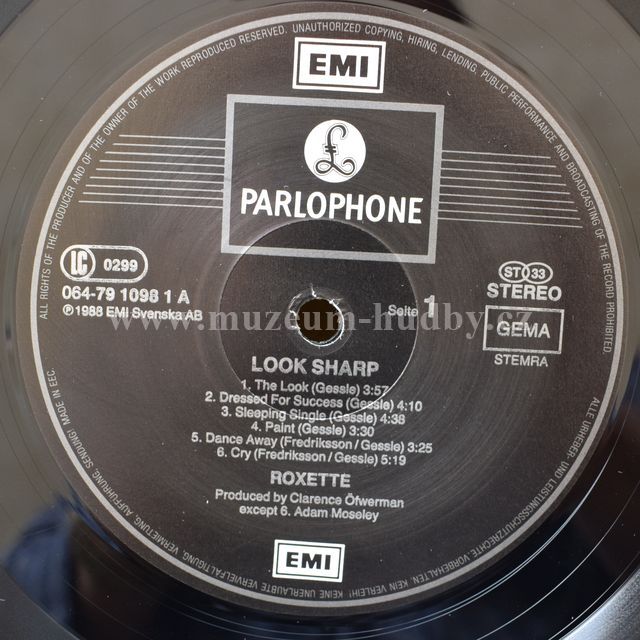 ALL RIGHTS OF THE PRODUCER AND OF THE OWNER OF THE WORK REPRODUCED RESERVED. UNAUTHORIZED COPYING, HIRING, LENDING, PUBLIC PERFORMANCE AND BROADCASTING OF THE RECORD PROHIBITED.
EMI
£
PARLOPHONE
LC 0299
064-79 1098 1 A
℗ 1988 EMI Svenska AB
ST 33
STEREO
GEMA
STEMRA
Seite 1
www.muzeum-hudby.cz
LOOK SHARP
1. The Look (Gessle) 3:57
2. Dressed For Success (Gessle) 4:10
3. Sleeping Single (Gessle) 4:38
4. Paint (Gessle) 3:30
5. Dance Away (Fredriksson / Gessle) 3:25
6. Cry (Fredriksson / Gessle) 5:19
ROXETTE
Produced by Clarence Öfwerman
except 6. Adam Moseley
EMI
ALLE URHEBER- UND LEISTUNGSSCHUTZRECHTE VORBEHALTEN. KEIN VERLEIH! KEINE UNERLAUBTE VERVIELFÄLTIGUNG, VERMIETUNG, AUFFÜHRUNG, SENDUNG! MADE IN EEC.